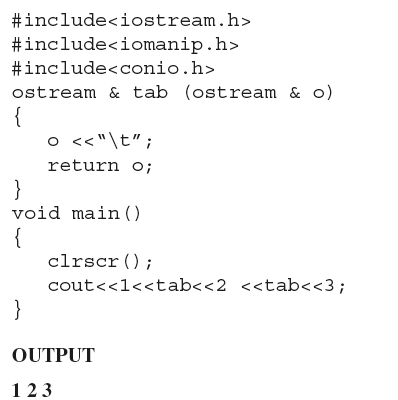 #include<iostream.h>
#include<iomanip.h>
#include<conio.h>
ostream & tab (ostream & o)
{
   o <<“\t”;
   return o;
}
void main()
{
   clrscr();
   cout<<1<<tab<<2 <<tab<<3;
}
OUTPUT
1 2 3